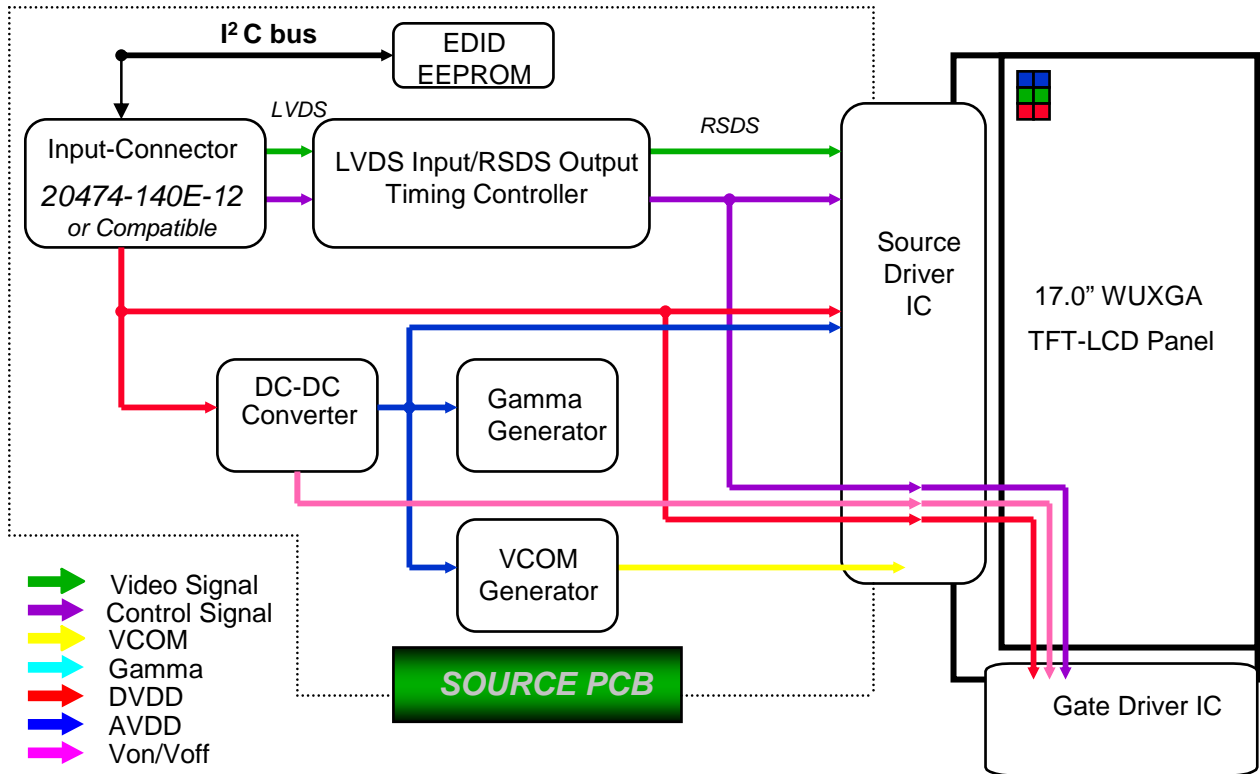 I² C bus
EDID
EEPROM
LVDS
RSDS
Input-Connector
20474-140E-12
or Compatible
LVDS Input/RSDS Output
Timing Controller
Source
Driver
IC
17.0” WUXGA
TFT-LCD Panel
DC-DC
Converter
Gamma
Generator
VCOM
Generator
Video Signal
Control Signal
VCOM
Gamma
DVDD
AVDD
Von/Voff
SOURCE PCB
Gate Driver IC